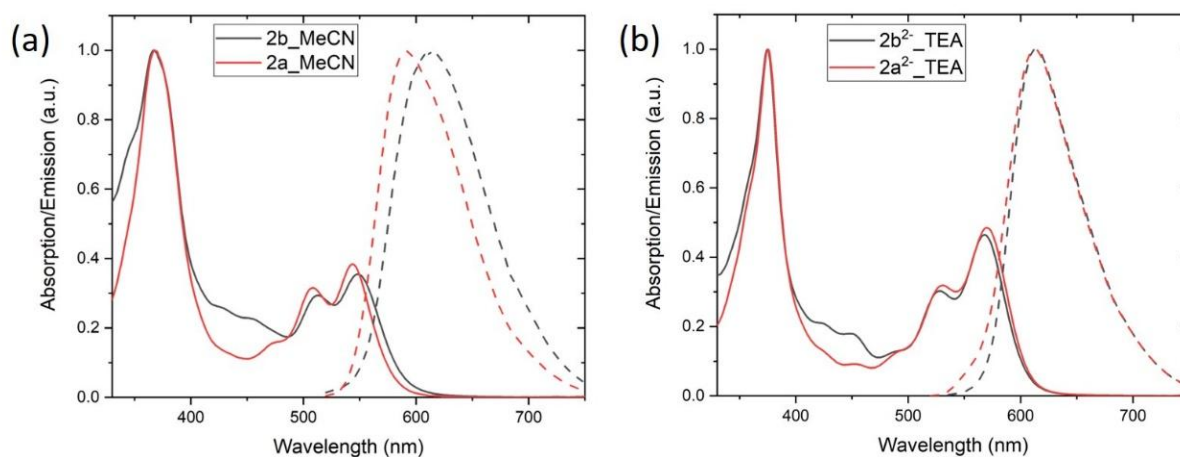 (a)
2b_MeCN
2a_MeCN
Absorption/Emission (a.u.)
1.0
0.8
0.6
0.4
0.2
0.0
400
500
600
700
Wavelength (nm)
(b)
2b²⁻_TEA
2a²⁻_TEA
Absorption/Emission (a.u.)
1.0
0.8
0.6
0.4
0.2
0.0
400
500
600
700
Wavelength (nm)